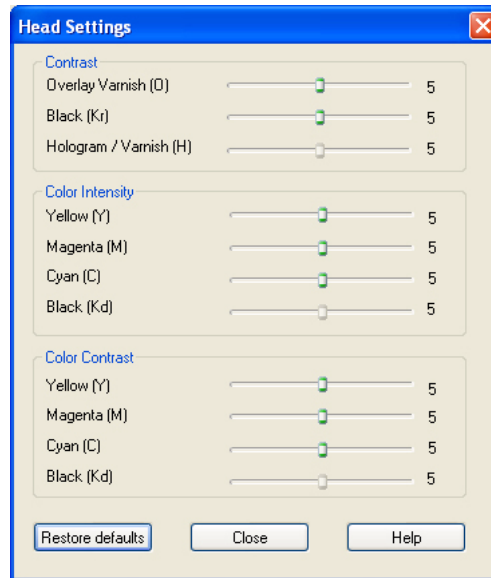 Head Settings
Contrast
Overlay Varnish (O) 5
Black (Kr) 5
Hologram / Varnish (H) 5
Color Intensity
Yellow (Y) 5
Magenta (M) 5
Cyan (C) 5
Black (Kd) 5
Color Contrast
Yellow (Y) 5
Magenta (M) 5
Cyan (C) 5
Black (Kd) 5
Restore defaults Close Help